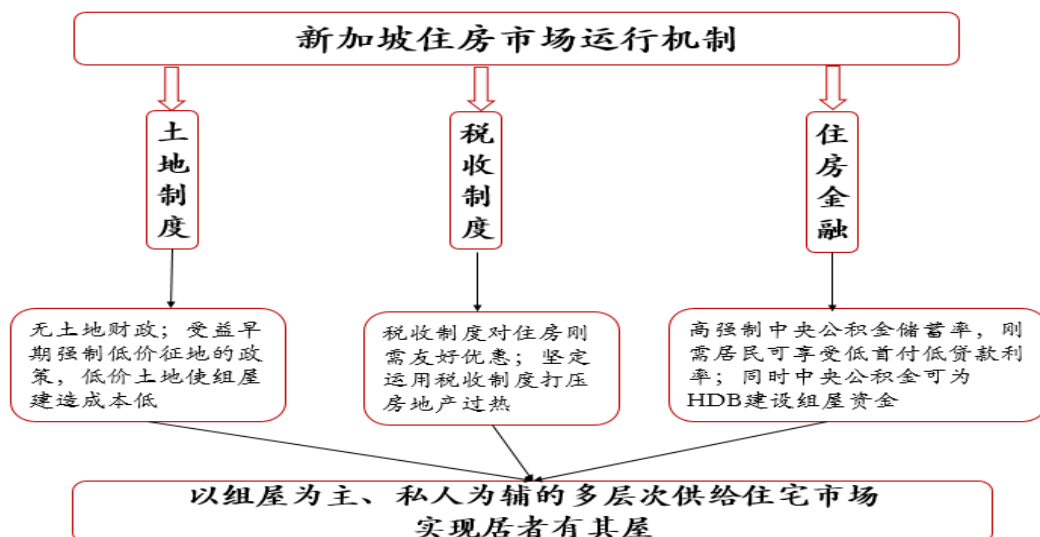 新加坡住房市场运行机制
土地制度
税收制度
住房金融
无土地财政；受益早
期强制低价征地的政
策，低价土地使组屋
建造成本低
税收制度对住房刚
需友好优惠；坚定
运用税收制度打压
房地产过热
高强制中央公积金储蓄率，刚
需居民可享受低首付低贷款利
率；同时中央公积金可为
HDB建设组屋资金
以组屋为主、私人为辅的多层次供给住宅市场
实现居者有其屋